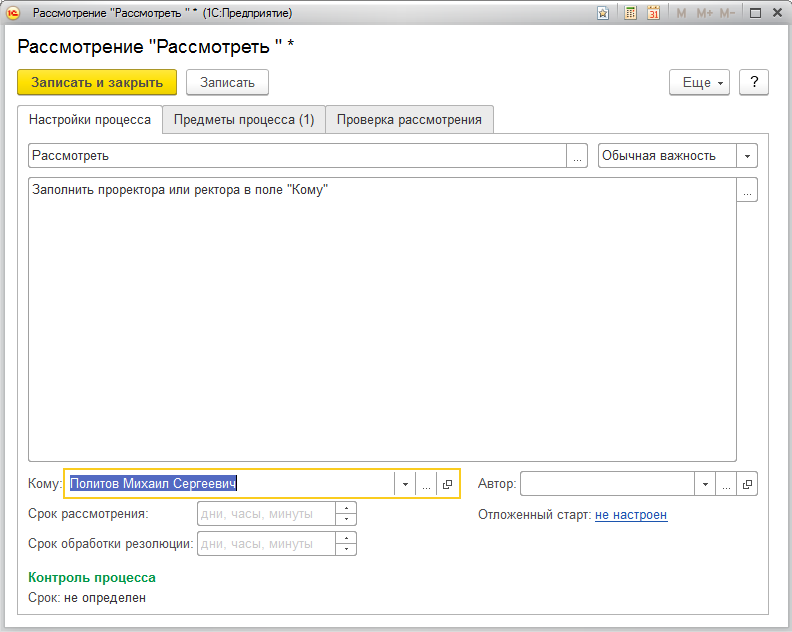 Рассмотрение "Рассмотреть " * (1С:Предприятие)
M M+ M-
Рассмотрение "Рассмотреть " *
Записать и закрыть Записать Еще ?
Настройки процесса Предметы процесса (1) Проверка рассмотрения
Рассмотреть ... Обычная важность
Заполнить проректора или ректора в поле "Кому" ...
Кому: Политов Михаил Сергеевич ... Автор: ...
Срок рассмотрения: дни, часы, минуты Отложенный старт: не настроен
Срок обработки резолюции: дни, часы, минуты
Контроль процесса
Срок: не определен